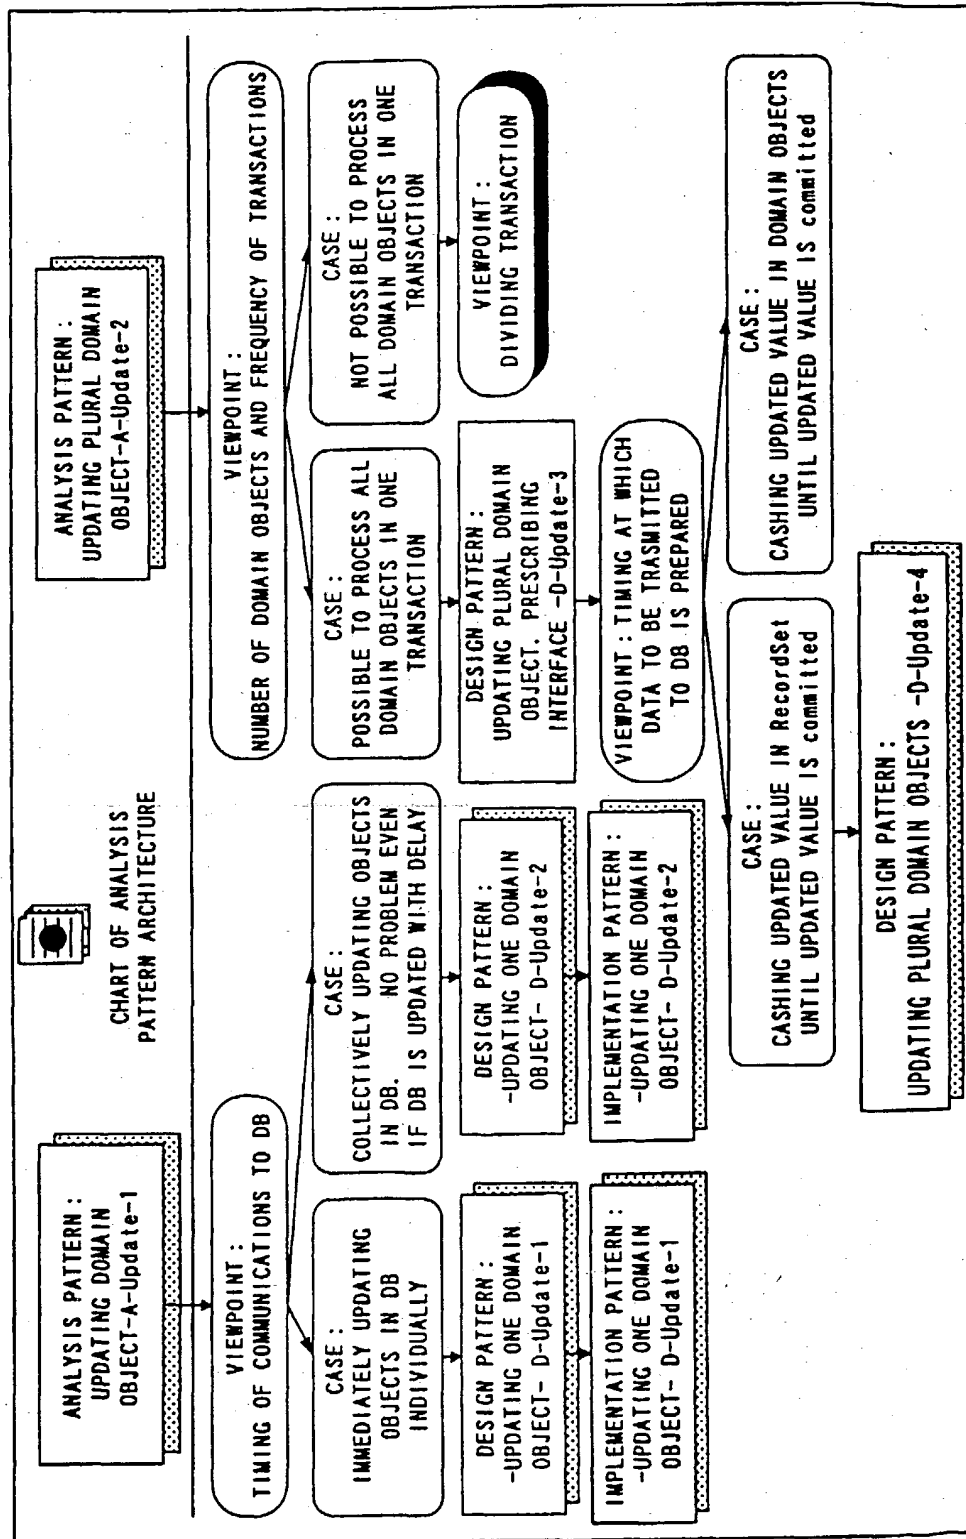 CHART OF ANALYSIS
PATTERN ARCHITECTURE
ANALYSIS PATTERN:
UPDATING DOMAIN
OBJECT-A-Update-1
VIEWPOINT:
TIMING OF COMMUNICATIONS TO DB
CASE:
IMMEDIATELY UPDATING
OBJECTS IN DB
INDIVIDUALLY
DESIGN PATTERN:
-UPDATING ONE DOMAIN
OBJECT- D-Update-1
IMPLEMENTATION PATTERN:
-UPDATING ONE DOMAIN
OBJECT- D-Update-1
CASE:
COLLECTIVELY UPDATING OBJECTS
IN DB. NO PROBLEM EVEN
IF DB IS UPDATED WITH DELAY
DESIGN PATTERN:
-UPDATING ONE DOMAIN
OBJECT- D-Update-2
IMPLEMENTATION PATTERN:
-UPDATING ONE DOMAIN
OBJECT- D-Update-2
ANALYSIS PATTERN:
UPDATING PLURAL DOMAIN
OBJECT-A-Update-2
VIEWPOINT:
NUMBER OF DOMAIN OBJECTS AND FREQUENCY OF TRANSACTIONS
CASE:
POSSIBLE TO PROCESS ALL
DOMAIN OBJECTS IN ONE
TRANSACTION
DESIGN PATTERN:
UPDATING PLURAL DOMAIN
OBJECT. PRESCRIBING
INTERFACE -D-Update-3
VIEWPOINT: TIMING AT WHICH
DATA TO BE TRASMITTED
TO DB IS PREPARED
CASE:
CASHING UPDATED VALUE IN RecordSet
UNTIL UPDATED VALUE IS committed
DESIGN PATTERN:
UPDATING PLURAL DOMAIN OBJECTS -D-Update-4
CASE:
CASHING UPDATED VALUE IN DOMAIN OBJECTS
UNTIL UPDATED VALUE IS committed
CASE:
NOT POSSIBLE TO PROCESS
ALL DOMAIN OBJECTS IN ONE
TRANSACTION
VIEWPOINT:
DIVIDING TRANSACTION